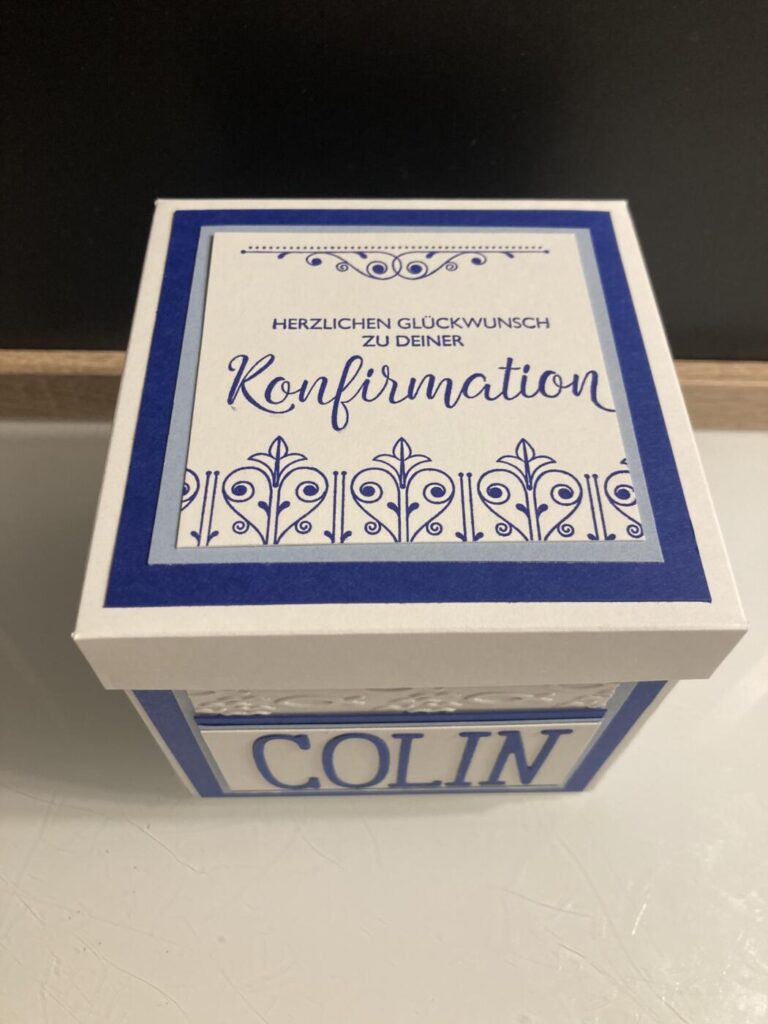 HERZLICHEN GLÜCKWUNSCH
ZU DEINER
Konfirmation
COLIN